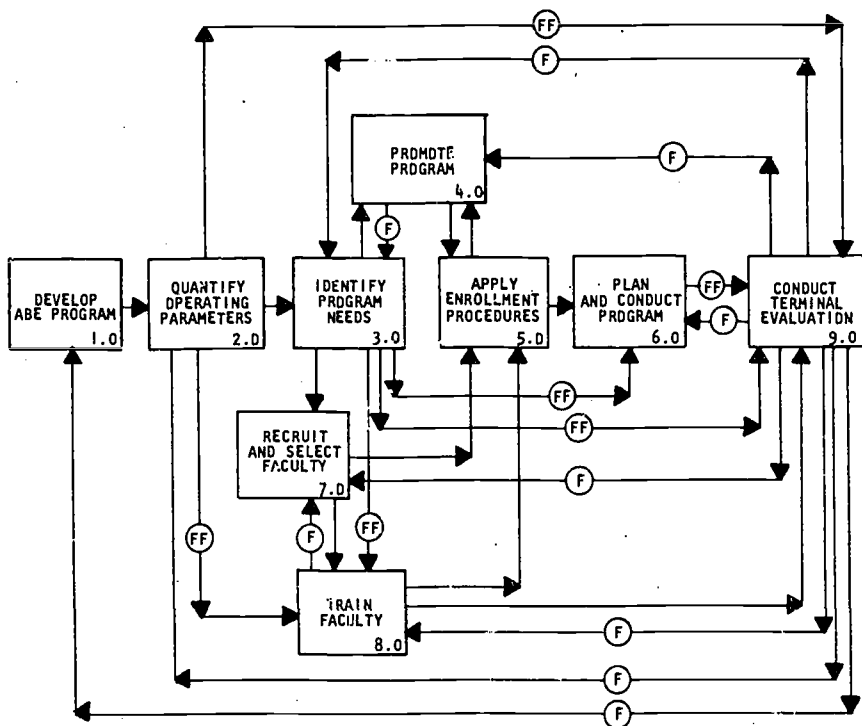 FF
F
PROMOTE
PROGRAM
4.0
F
F
DEVELOP
ABE PROGRAM
1.0
QUANTIFY
OPERATING
PARAMETERS
2.0
IDENTIFY
PROGRAM
NEEDS
3.0
APPLY
ENROLLMENT
PROCEDURES
5.0
PLAN
AND CONDUCT
PROGRAM
6.0
FF
F
CONDUCT
TERMINAL
EVALUATION
9.0
FF
FF
RECRUIT
AND SELECT
FACULTY
7.0
F
FF
F
FF
TRAIN
FACULTY
8.0
F
F
F